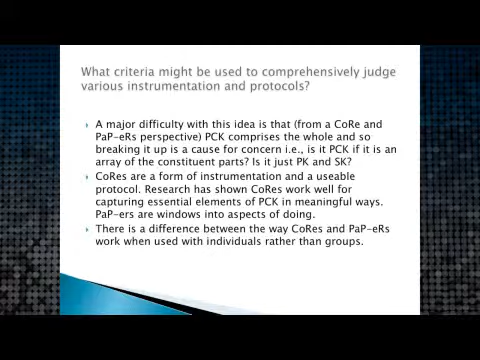 What criteria might be used to comprehensively judge
various instrumentation and protocols?
A major difficulty with this idea is that (from a CoRe and
PaP-eRs perspective) PCK comprises the whole and so
breaking it up is a cause for concern i.e., is it PCK if it is an
array of the constituent parts? Is it just PK and SK?
CoRes are a form of instrumentation and a useable
protocol. Research has shown CoRes work well for
capturing essential elements of PCK in meaningful ways.
PaP-ers are windows into aspects of doing.
There is a difference between the way CoRes and PaP-eRs
work when used with individuals rather than groups.